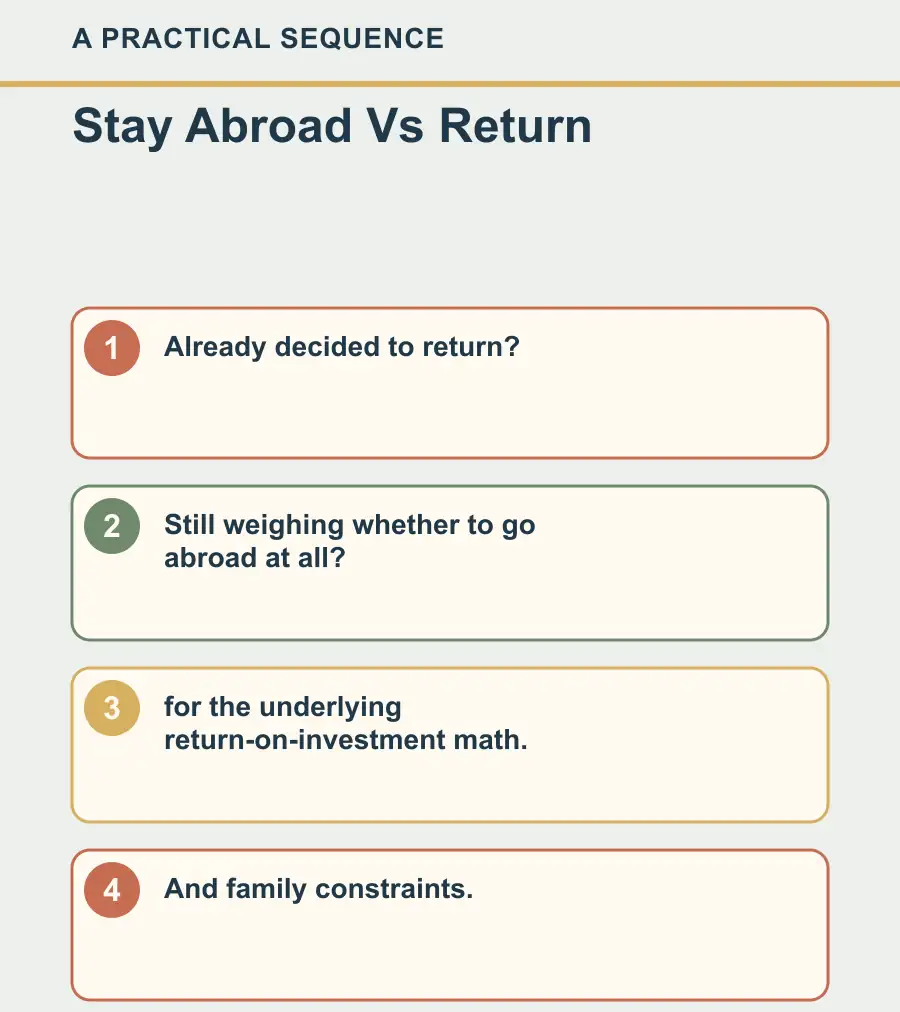 A PRACTICAL SEQUENCE
Stay Abroad Vs Return
1
Already decided to return?
2
Still weighing whether to go
abroad at all?
3
for the underlying
return-on-investment math.
4
And family constraints.